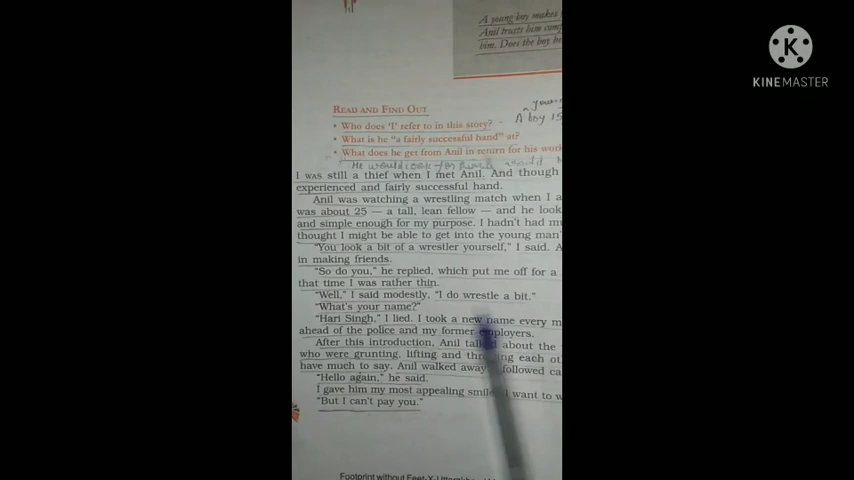 A young boy makes
Anil trusts him comp
him. Does the boy be
K
KINEMASTER
READ AND FIND OUT
• Who does 'I' refer to in this story? - A boy 15
• What is he "a fairly successful hand" at?
• What does he get from Anil in return for his work
He would
I WAS still a thief when I met Anil. And though
experienced and fairly successful hand.
Anil was watching a wrestling match when I a
was about 25 — a tall, lean fellow — and he look
and simple enough for my purpose. I hadn't had mu
thought I might be able to get into the young man'
"You look a bit of a wrestler yourself," I said. A
in making friends.
"So do you," he replied, which put me off for a
that time I was rather thin.
"Well," I said modestly, "I do wrestle a bit."
"What's your name?"
"Hari Singh," I lied. I took a new name every m
ahead of the police and my former employers.
After this introduction, Anil talked about the
who were grunting, lifting and thr ing each ot
have much to say. Anil walked away followed ca
"Hello again," he said.
I gave him my most appealing smile I want to w
"But I can't pay you."
Footprint without Feet-X-